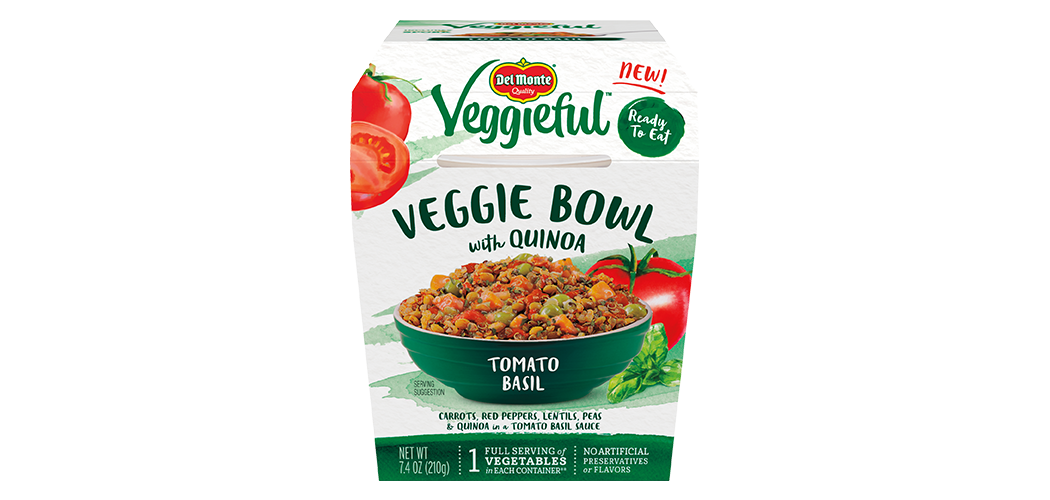 TOMATO BASIL
Del Monte
Quality
Veggieful™
NEW!
Ready
To Eat
VEGGIE BOWL
with QUINOA
TOMATO
BASIL
SERVING
SUGGESTION
CARROTS, RED PEPPERS, LENTILS, PEAS
& QUINOA in a TOMATO BASIL SAUCE
NET WT
7.4 OZ (210g)
1 FULL SERVING of
VEGETABLES
in EACH CONTAINER**
NO ARTIFICIAL
PRESERVATIVES
or FLAVORS